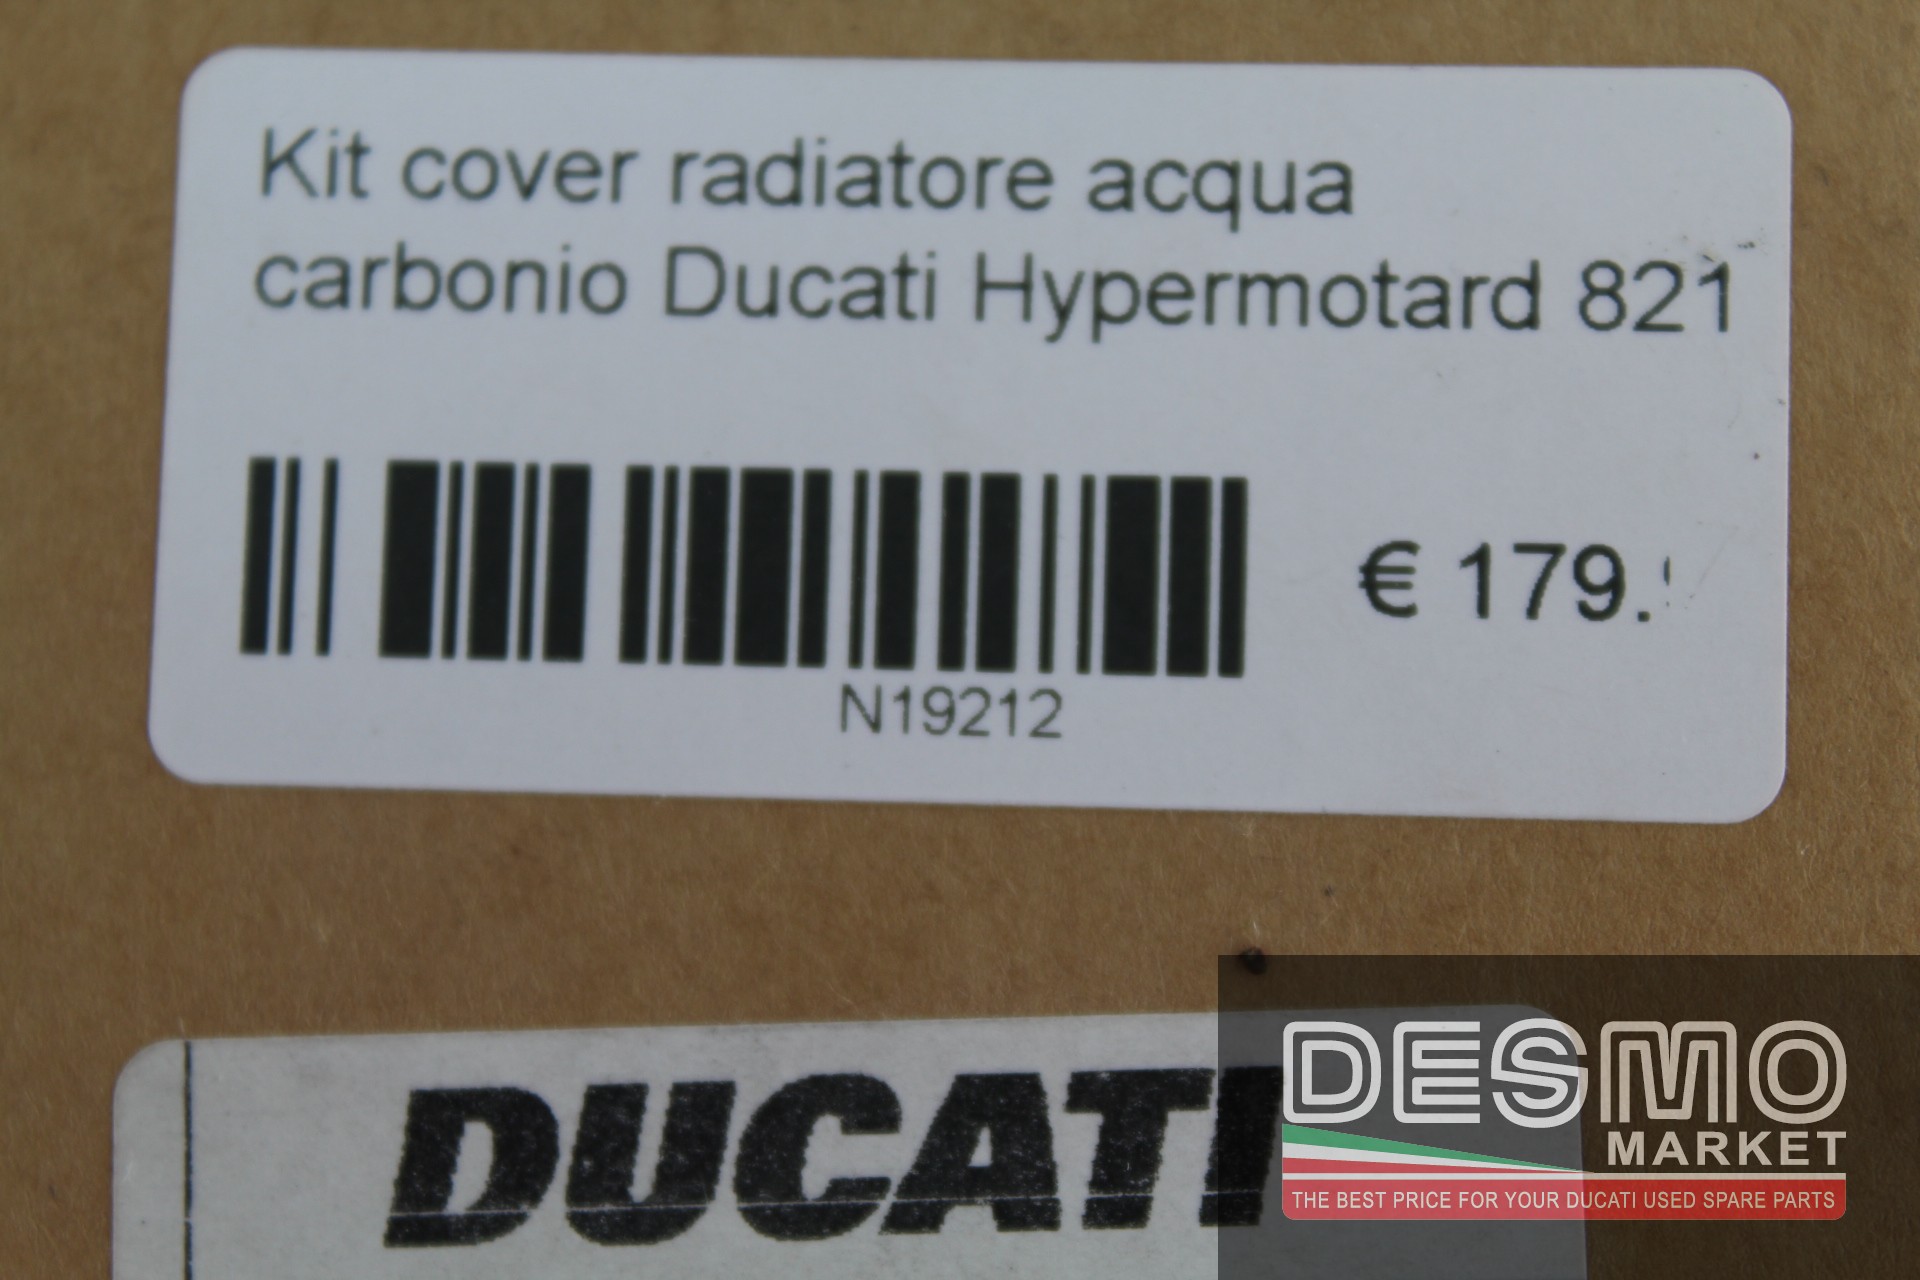 Kit cover radiatore acqua
carbonio Ducati Hypermotard 821
€ 179.
N19212
DUCATI
DESMO
MARKET
THE BEST PRICE FOR YOUR DUCATI USED SPARE PARTS